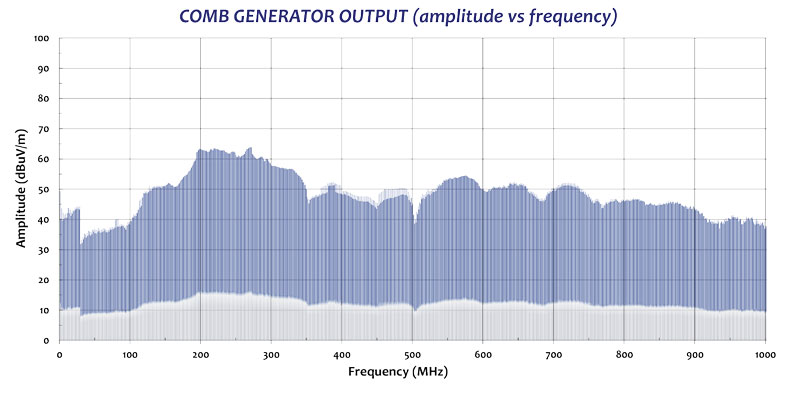 COMB GENERATOR OUTPUT (amplitude vs frequency)
100
90
80
70
60
50
40
30
20
10
0
Amplitude (dBuV/m)
0 100 200 300 400 500 600 700 800 900 1000
Frequency (MHz)